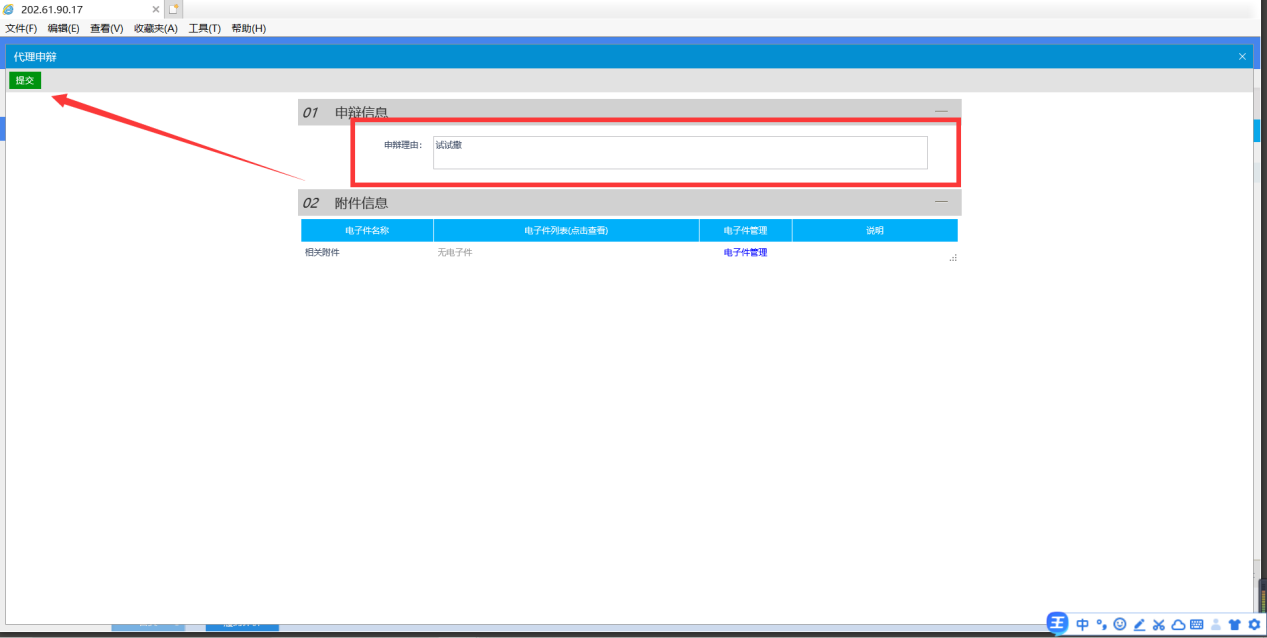 202.61.90.17
文件(F) 编辑(E) 查看(V) 收藏夹(A) 工具(T) 帮助(H)
代理申辩
提交
01 申辩信息
申辩理由: 试试撒
02 附件信息
电子件名称 电子件列表(点击查看) 电子件管理 说明
相关附件 无电子件 电子件管理
王 中